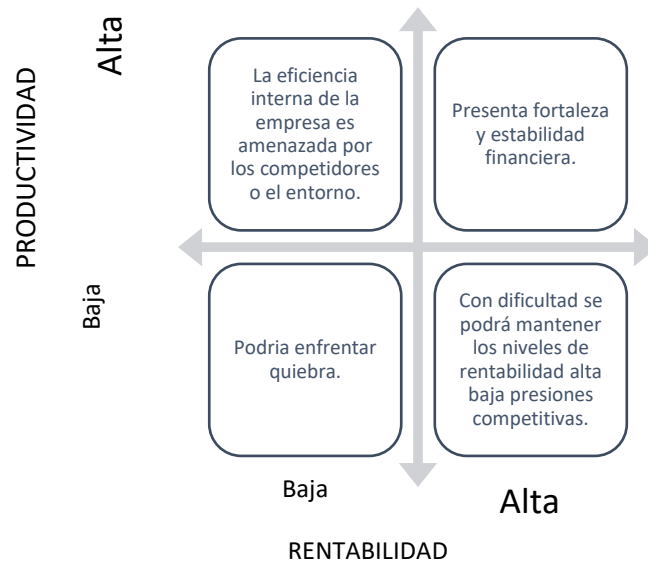 PRODUCTIVIDAD
Alta
Baja
La eficiencia
interna de la
empresa es
amenazada por
los competidores
o el entorno.
Presenta fortaleza
y estabilidad
financiera.
Podria enfrentar
quiebra.
Con dificultad se
podrá mantener
los niveles de
rentabilidad alta
baja presiones
competitivas.
Baja
Alta
RENTABILIDAD